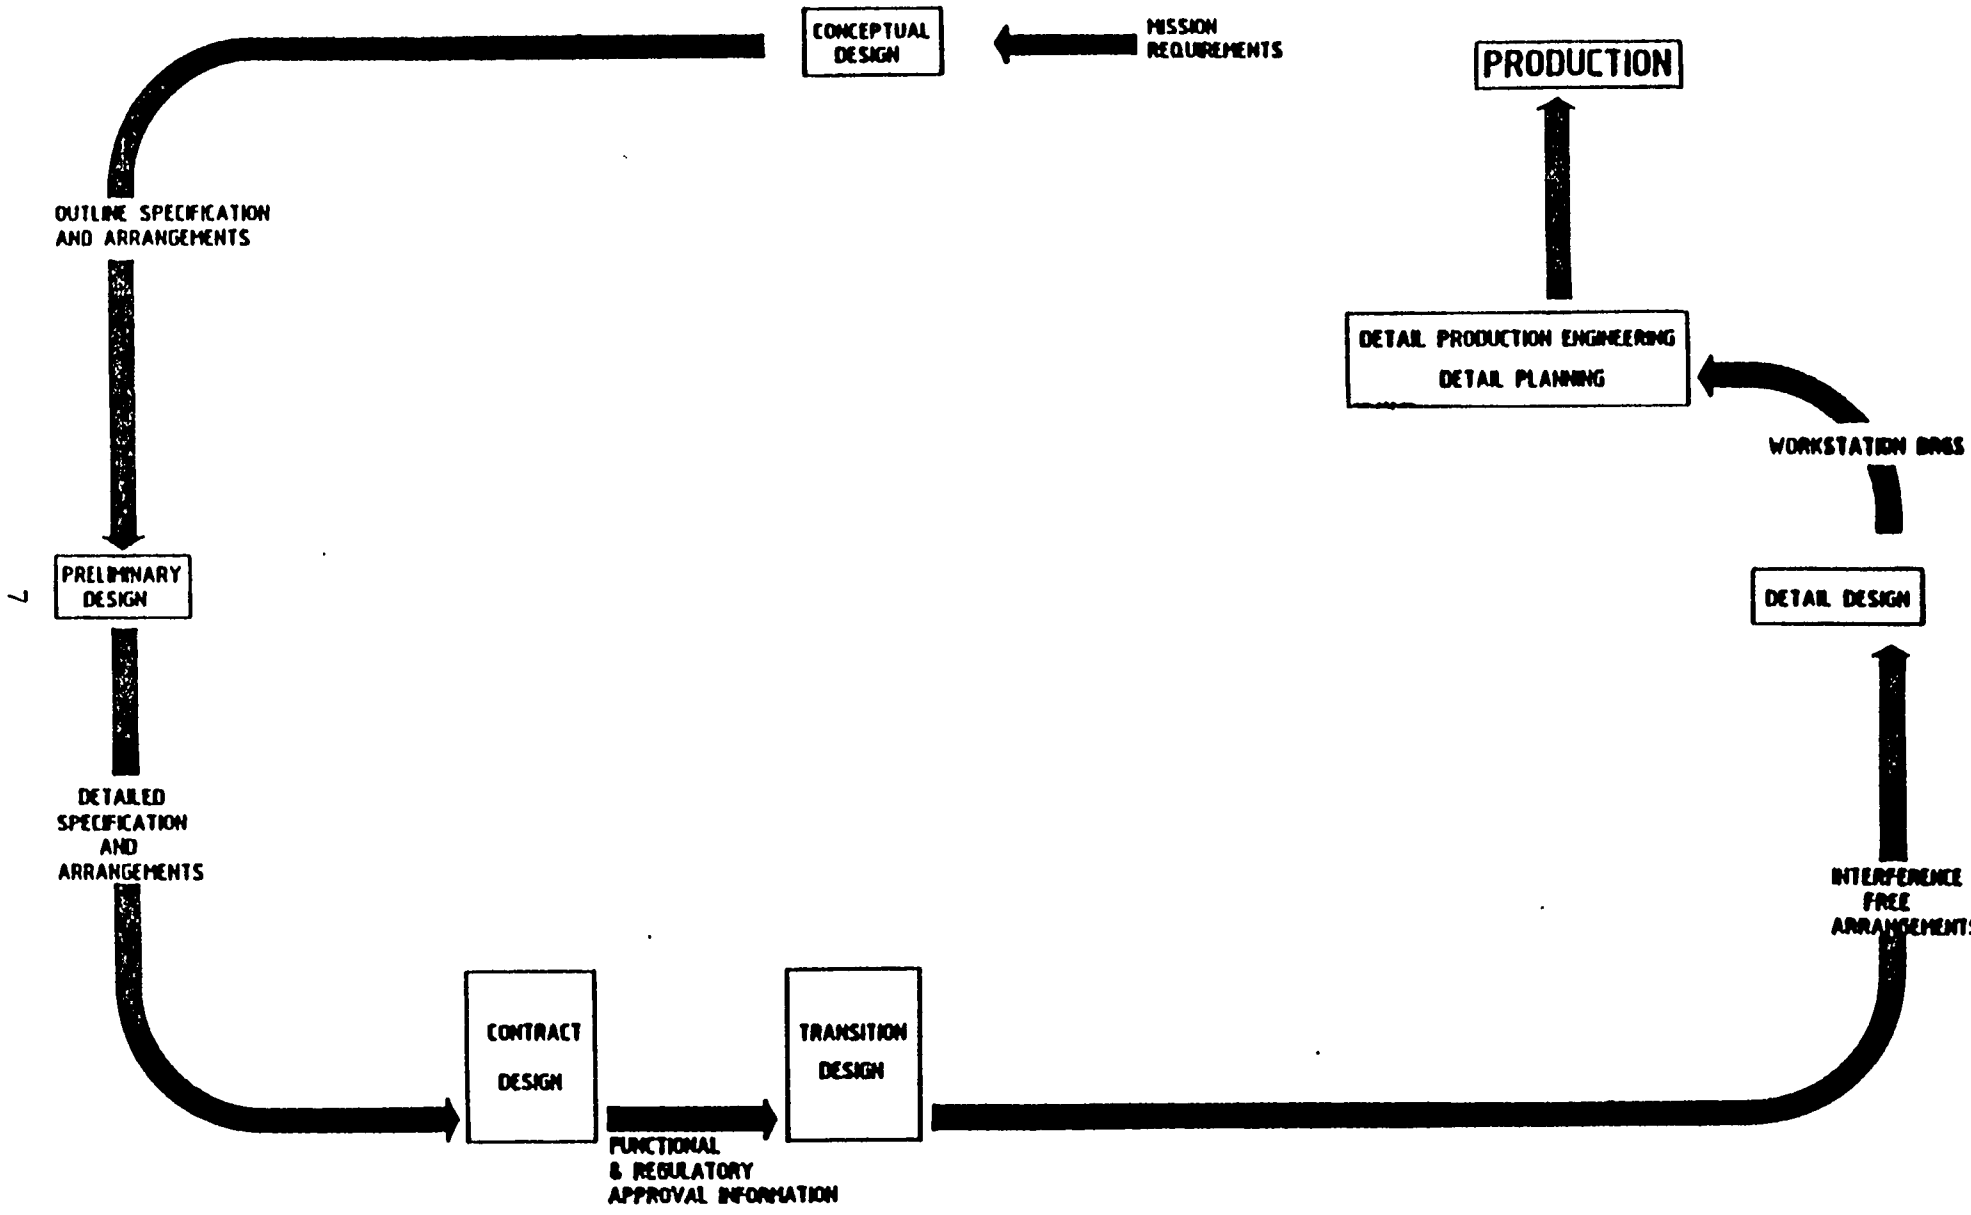 CONCEPTUAL
DESIGN
MISSION
REQUIREMENTS
PRODUCTION
OUTLINE SPECIFICATION
AND ARRANGEMENTS
DETAIL PRODUCTION ENGINEERING
DETAIL PLANNING
WORKSTATION DRGS
PRELIMINARY
DESIGN
7
DETAIL DESIGN
DETAILED
SPECIFICATION
AND
ARRANGEMENTS
INTERFERENCE
FREE
ARRANGEMENTS
CONTRACT
DESIGN
TRANSITION
DESIGN
FUNCTIONAL
& REGULATORY
APPROVAL INFORMATION